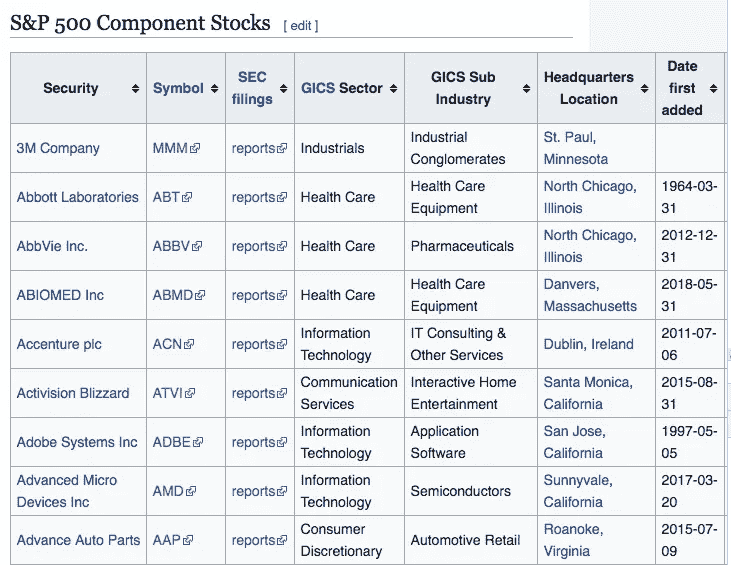 S&P 500 Component Stocks [ edit ]
Security Symbol SEC filings GICS Sector GICS Sub Industry Headquarters Location Date first added
3M Company MMM reports Industrials Industrial Conglomerates St. Paul, Minnesota
Abbott Laboratories ABT reports Health Care Health Care Equipment North Chicago, Illinois 1964-03-31
AbbVie Inc. ABBV reports Health Care Pharmaceuticals North Chicago, Illinois 2012-12-31
ABIOMED Inc ABMD reports Health Care Health Care Equipment Danvers, Massachusetts 2018-05-31
Accenture plc ACN reports Information Technology IT Consulting & Other Services Dublin, Ireland 2011-07-06
Activision Blizzard ATVI reports Communication Services Interactive Home Entertainment Santa Monica, California 2015-08-31
Adobe Systems Inc ADBE reports Information Technology Application Software San Jose, California 1997-05-05
Advanced Micro Devices Inc AMD reports Information Technology Semiconductors Sunnyvale, California 2017-03-20
Advance Auto Parts AAP reports Consumer Discretionary Automotive Retail Roanoke, Virginia 2015-07-09